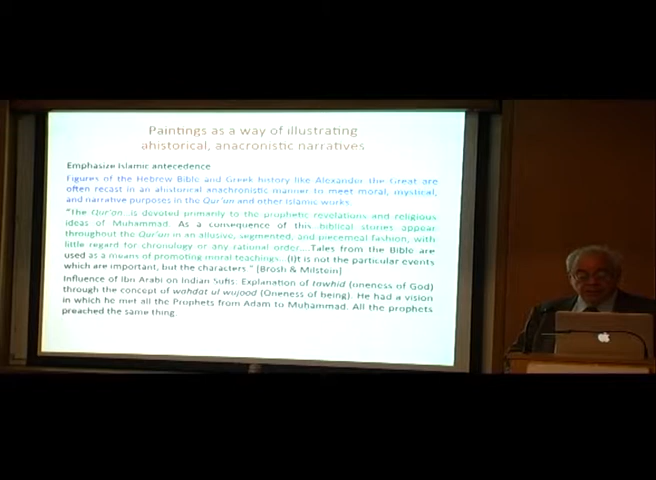 Paintings as a way of illustrating
ahistorical, anacronistic narratives
Emphasize Islamic antecedence
Figures of the Hebrew Bible and Greek history like Alexander the Great are
often recast in an ahistorical anachronistic manner to meet moral, mystical,
and narrative purposes in the Qur'an and other Islamic works.
"The Qur'an...is devoted primarily to the prophetic revelations and religious
ideas of Muhammad. As a consequence of this...biblical stories appear
throughout the Qur'an in an allusive, segmented, and piecemeal fashion, with
little regard for chronology or any rational order....Tales from the Bible are
used as a means of promoting moral teachings... (I)t is not the particular events
which are important, but the characters." [Brosh & Milstein]
Influence of Ibn Arabi on Indian Sufis: Explanation of tawhid (oneness of God)
through the concept of wahdat ul wujood (Oneness of being). He had a vision
in which he met all the Prophets from Adam to Muḥammad. All the prophets
preached the same thing.